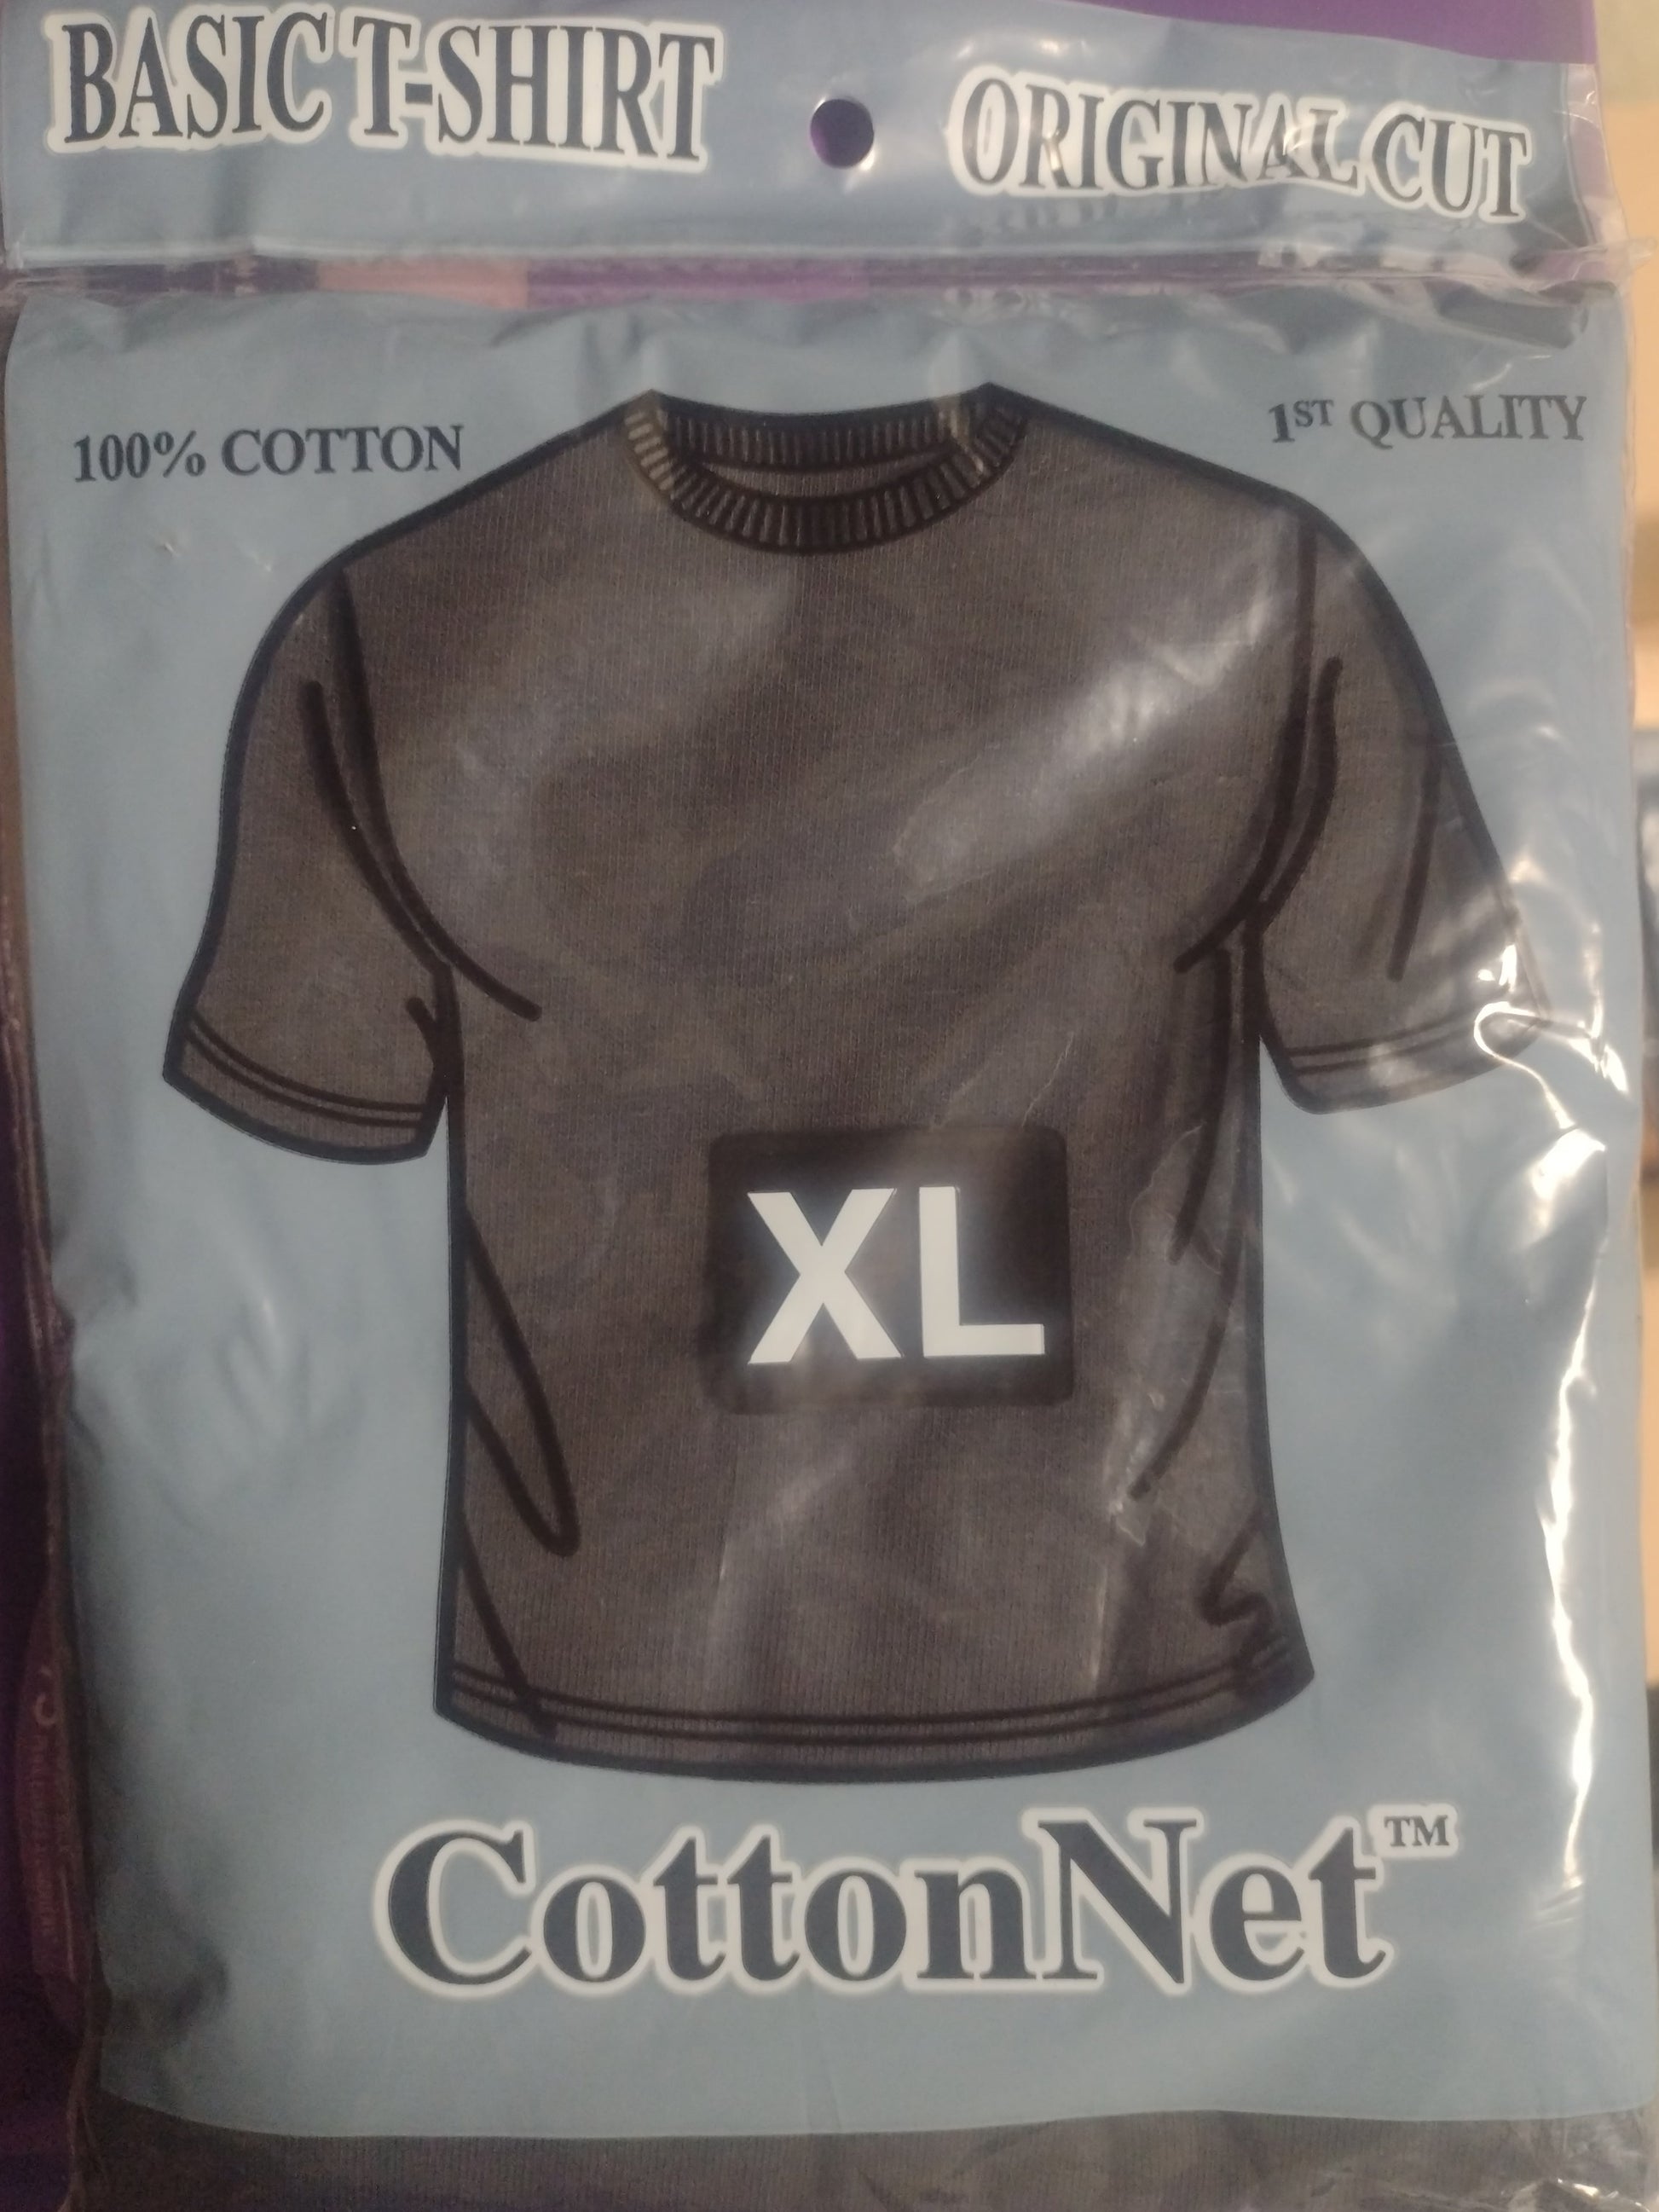 BASIC T-SHIRT
ORIGINAL CUT
100% COTTON
1ST QUALITY
XL
CottonNet™